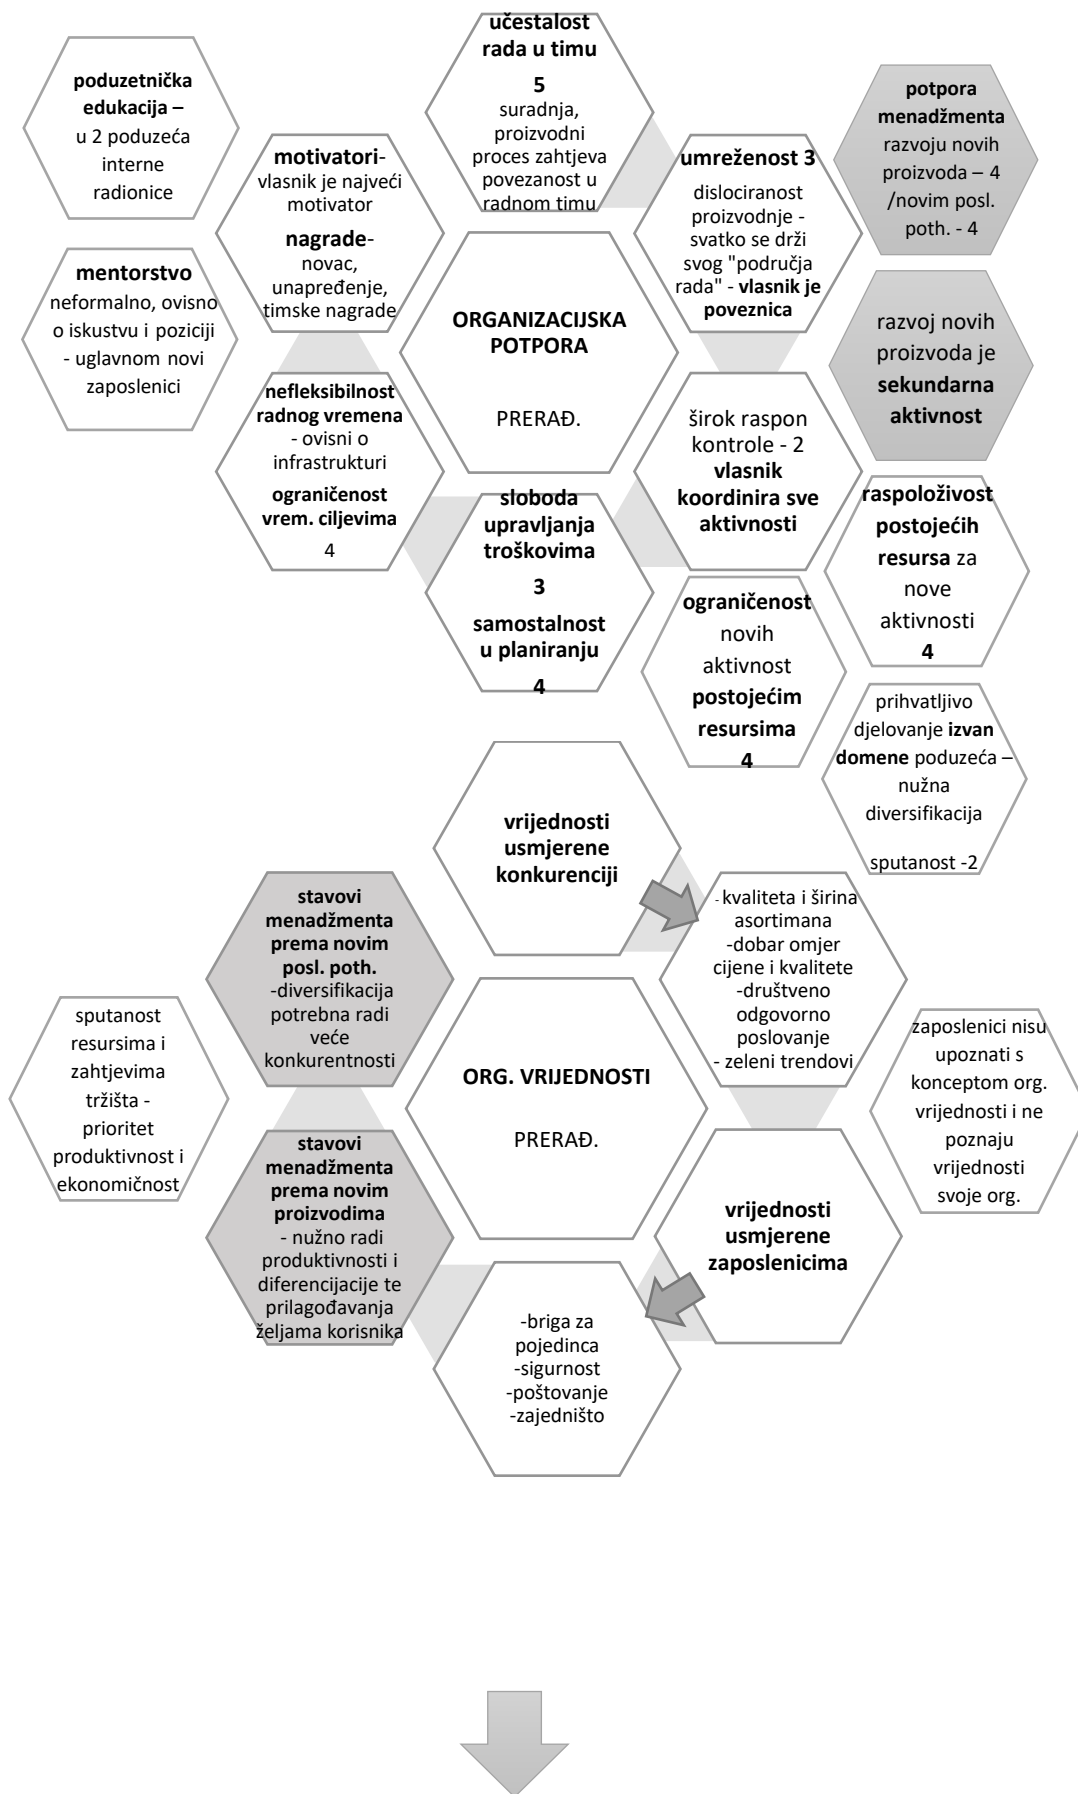 učestalost
rada u timu
5
suradnja,
proizvodni
proces zahtjeva
povezanost u
radnom timu
poduzetnička
edukacija –
u 2 poduzeća
interne
radionice
motivatori-
vlasnik je najveći
motivator
nagrade-
novac,
unapređenje,
timske nagrade
umreženost 3
dislociranost
proizvodnje -
svatko se drži
svog "područja
rada" - vlasnik je
poveznica
potpora
menadžmenta
razvoju novih
proizvoda – 4
/novim posl.
poth. - 4
mentorstvo
neformalno, ovisno
o iskustvu i poziciji
- uglavnom novi
zaposlenici
ORGANIZACIJSKA
POTPORA
PRERAĐ.
razvoj novih
proizvoda je
sekundarna
aktivnost
nefleksibilnost
radnog vremena
- ovisni o
infrastrukturi
ograničenost
vrem. ciljevima
4
širok raspon
kontrole - 2
vlasnik
koordinira sve
aktivnosti
sloboda
upravljanja
troškovima
3
samostalnost
u planiranju
4
raspoloživost
postojećih
resursa za
nove
aktivnosti
4
ograničenost
novih
aktivnost
postojećim
resursima
4
prihvatljivo
djelovanje izvan
domene poduzeća –
nužna
diversifikacija
sputanost -2
vrijednosti
usmjerene
konkurenciji
stavovi
menadžmenta
prema novim
posl. poth.
-diversifikacija
potrebna radi
veće
konkurentnosti
- kvaliteta i širina
asortimana
-dobar omjer
cijene i kvalitete
-društveno
odgovorno
poslovanje
- zeleni trendovi
sputanost
resursima i
zahtjevima
tržišta -
prioritet
produktivnost i
ekonomičnost
ORG. VRIJEDNOSTI
PRERAĐ.
zaposlenici nisu
upoznati s
konceptom org.
vrijednosti i ne
poznaju
vrijednosti
svoje org.
stavovi
menadžmenta
prema novim
proizvodima
- nužno radi
produktivnosti i
diferencijacije te
prilagođavanja
željama korisnika
vrijednosti
usmjerene
zaposlenicima
-briga za
pojedinca
-sigurnost
-poštovanje
-zajedništo